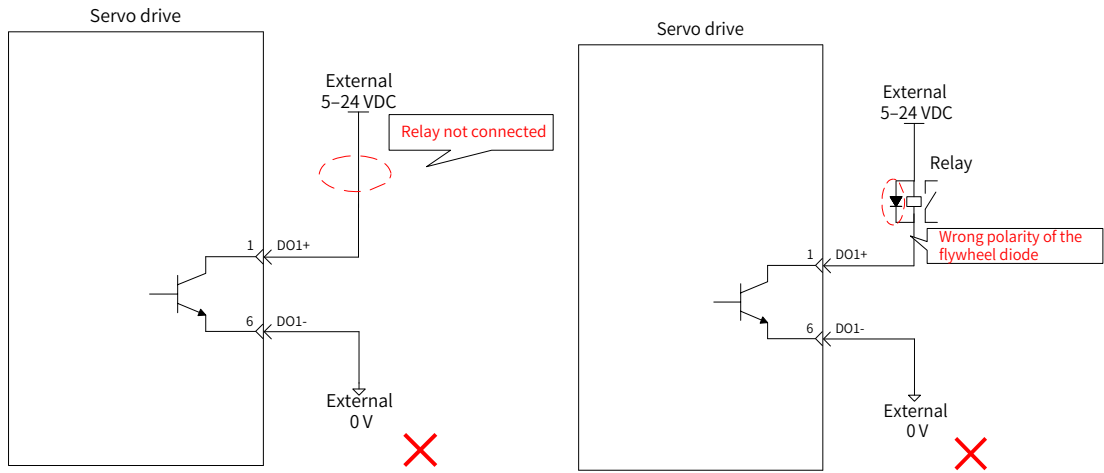 Servo drive
External
5–24 VDC
Relay not connected
1
DO1+
6
DO1-
External
0 V
Servo drive
External
5–24 VDC
Relay
Wrong polarity of the
flywheel diode
1
DO1+
6
DO1-
External
0 V